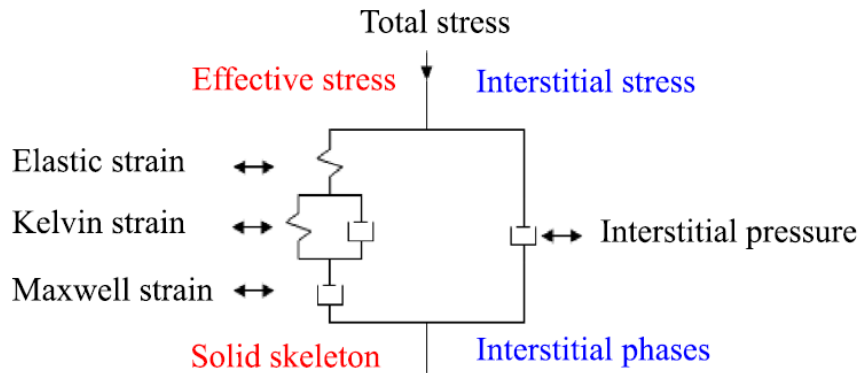 Total stress
Effective stress
Interstitial stress
Elastic strain
Kelvin strain
Interstitial pressure
Maxwell strain
Solid skeleton
Interstitial phases